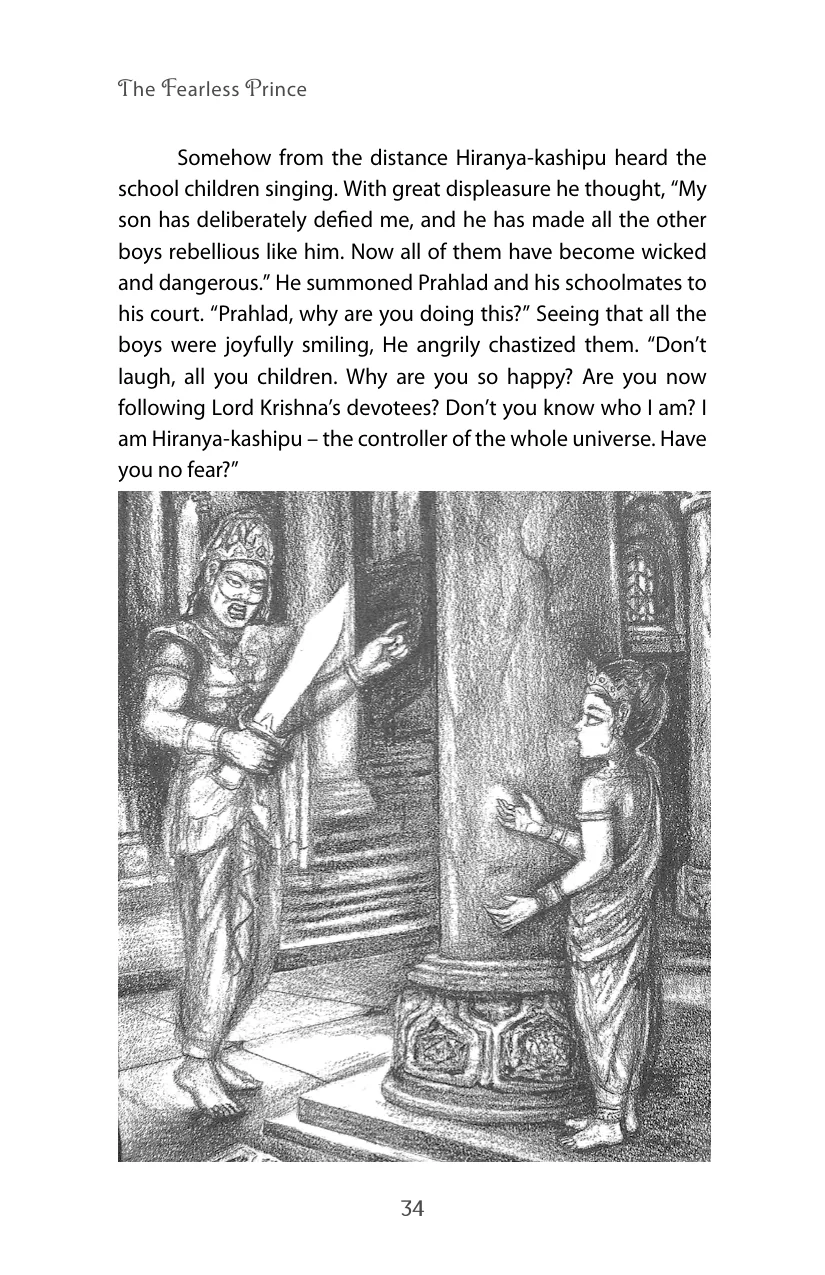 The Fearless Prince
Somehow from the distance Hiranya-kashipu heard the
school children singing. With great displeasure he thought, “My
son has deliberately defied me, and he has made all the other
boys rebellious like him. Now all of them have become wicked
and dangerous.” He summoned Prahlad and his schoolmates to
his court. “Prahlad, why are you doing this?” Seeing that all the
boys were joyfully smiling, He angrily chastized them. “Don’t
laugh, all you children. Why are you so happy? Are you now
following Lord Krishna’s devotees? Don’t you know who I am? I
am Hiranya-kashipu – the controller of the whole universe. Have
you no fear?”
34